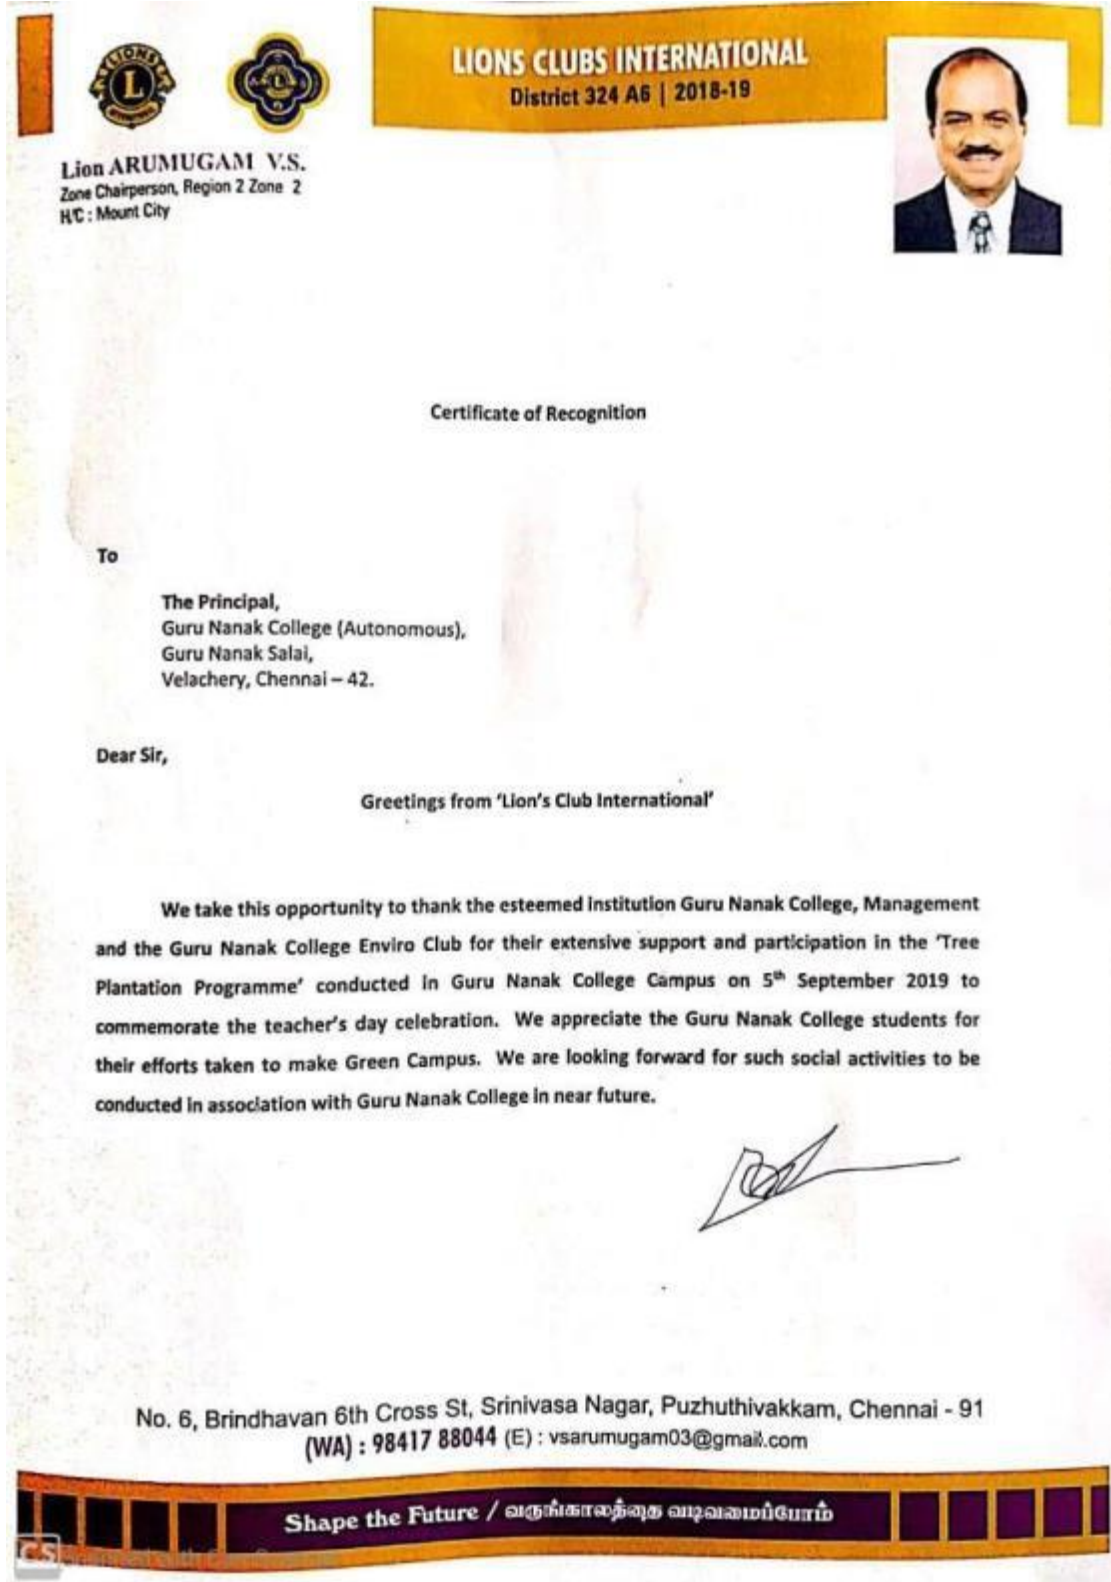 LIONS CLUBS INTERNATIONAL
District 324 A6 | 2018-19
LIONS
L
L
Lion ARUMUGAM V.S.
Zone Chairperson, Region 2 Zone 2
H/C : Mount City
Certificate of Recognition
To
The Principal,
Guru Nanak College (Autonomous),
Guru Nanak Salai,
Velachery, Chennai – 42.
Dear Sir,
Greetings from ‘Lion’s Club International’
We take this opportunity to thank the esteemed institution Guru Nanak College, Management
and the Guru Nanak College Enviro Club for their extensive support and participation in the ‘Tree
Plantation Programme’ conducted in Guru Nanak College Campus on 5th September 2019 to
commemorate the teacher’s day celebration. We appreciate the Guru Nanak College students for
their efforts taken to make Green Campus. We are looking forward for such social activities to be
conducted in association with Guru Nanak College in near future.
No. 6, Brindhavan 6th Cross St, Srinivasa Nagar, Puzhuthivakkam, Chennai - 91
(WA) : 98417 88044 (E) : vsarumugam03@gmail.com
Shape the Future / வருங்காலத்தை வடிவமைப்போம்
CS